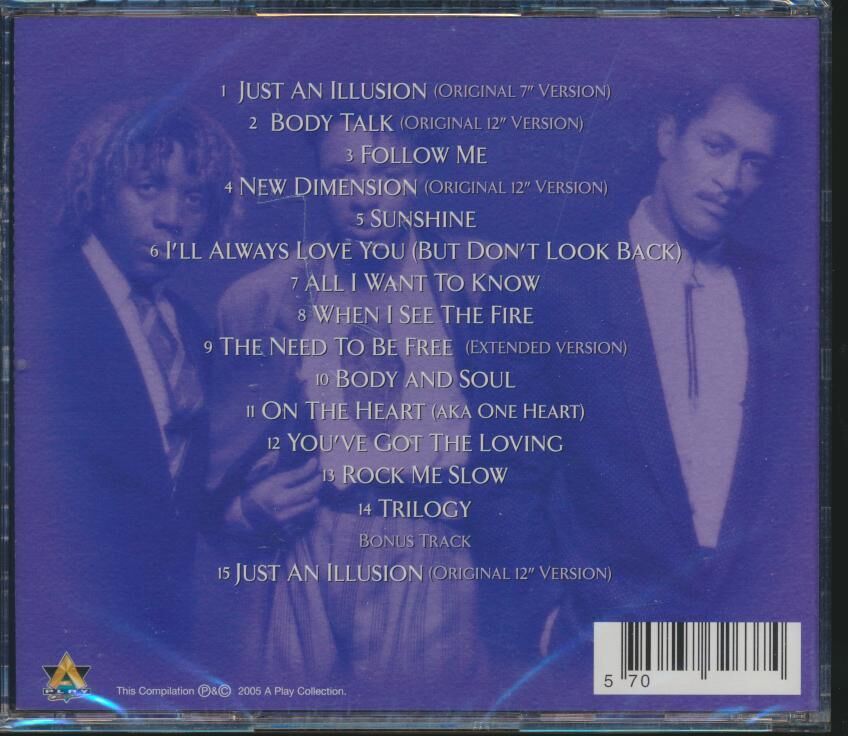 1 JUST AN ILLUSION (ORIGINAL 7" VERSION)
2 BODY TALK (ORIGINAL 12" VERSION)
3 FOLLOW ME
4 NEW DIMENSION (ORIGINAL 12" VERSION)
5 SUNSHINE
6 I'LL ALWAYS LOVE YOU (BUT DON'T LOOK BACK)
7 ALL I WANT TO KNOW
8 WHEN I SEE THE FIRE
9 THE NEED TO BE FREE (EXTENDED VERSION)
10 BODY AND SOUL
11 ON THE HEART (AKA ONE HEART)
12 YOU'VE GOT THE LOVING
13 ROCK ME SLOW
14 TRILOGY
BONUS TRACK
15 JUST AN ILLUSION (ORIGINAL 12" VERSION)
PLAY
This Compilation Ⓟ&© 2005 A Play Collection.
5 70